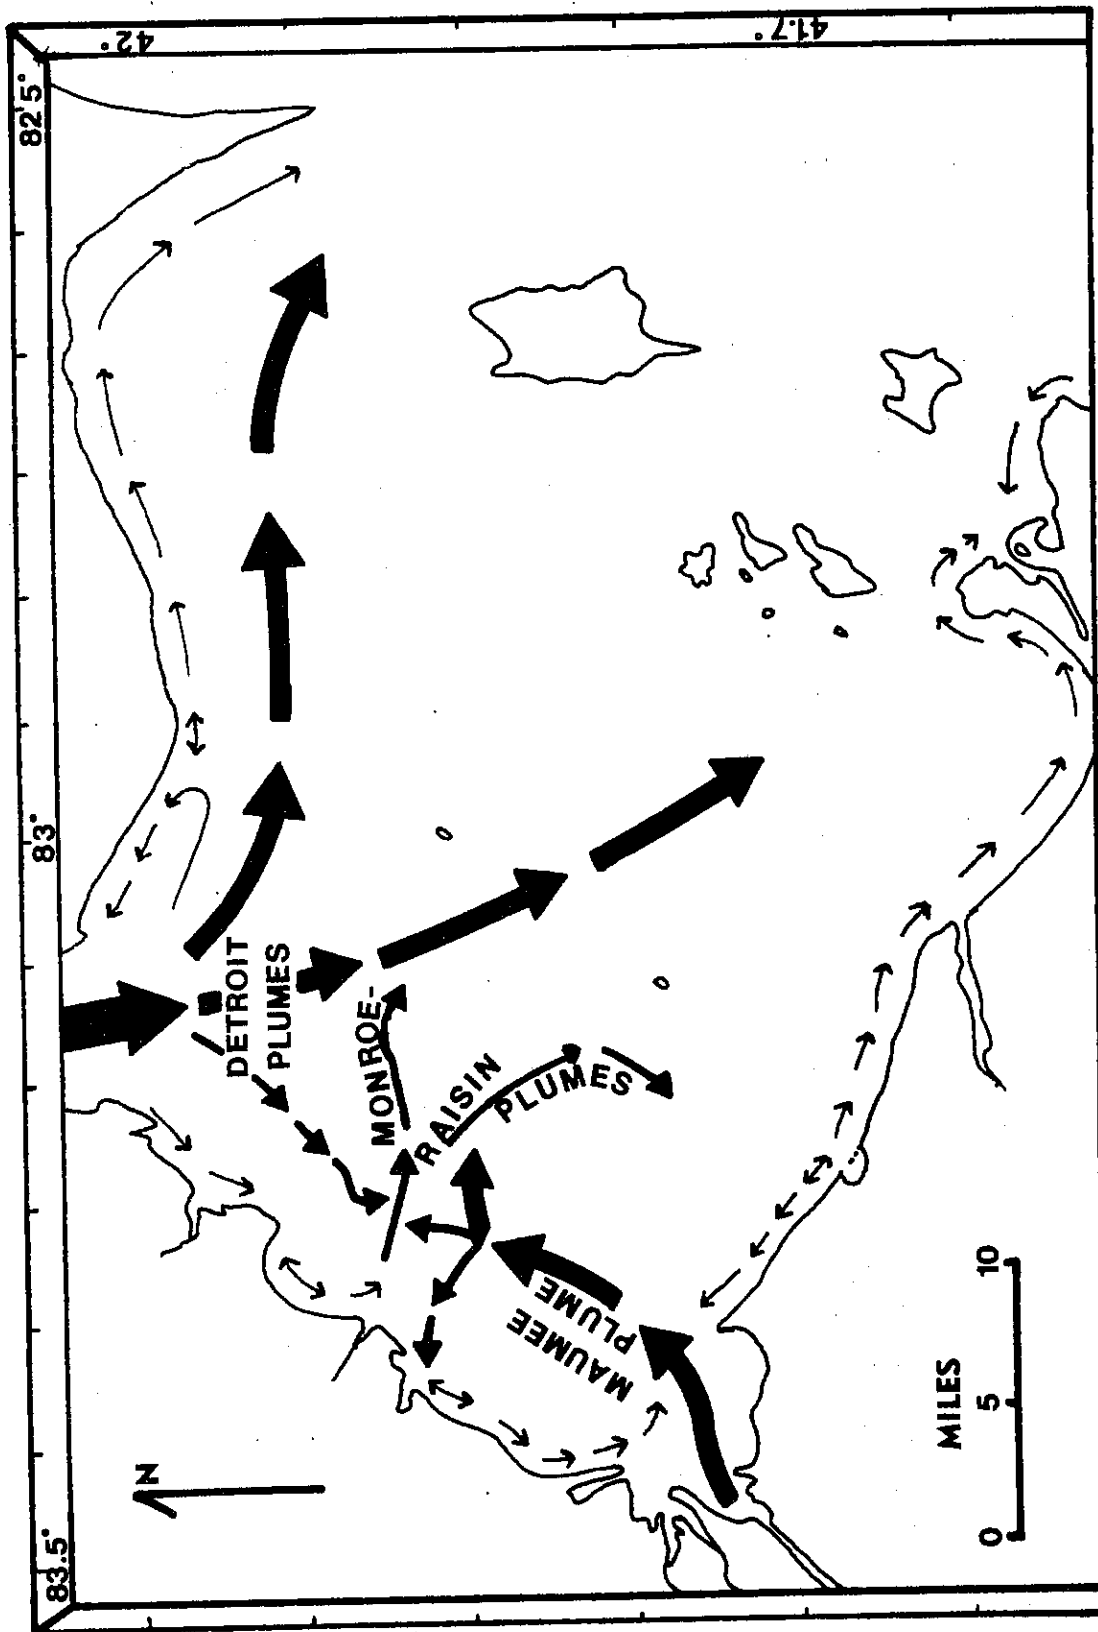 83.5°
83°
82.5°
42°
41.7°
N
DETROIT
PLUMES
MONROE-
RAISIN
PLUMES
MAUMEE
PLUME
MILES
0 5 10